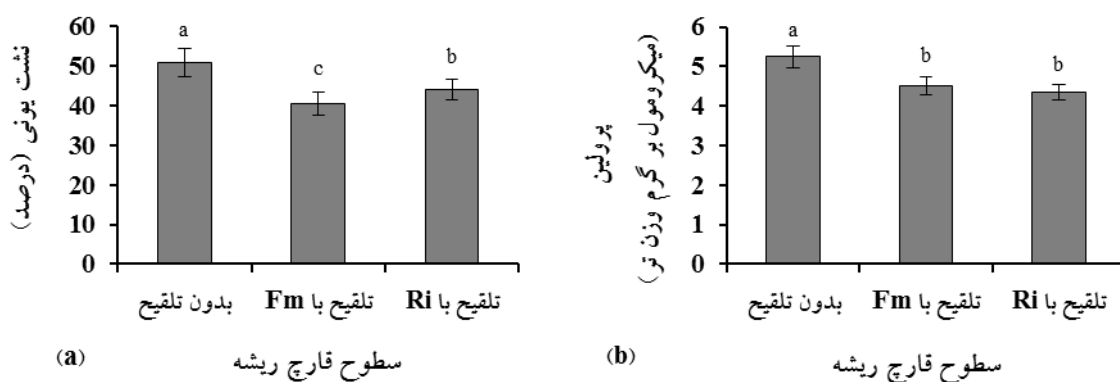 نشت یونی (درصد)
60
50
40
30
20
10
0
a
c
b
بدون تلقیح
تلقیح با Fm
تلقیح با Ri
سطوح قارچ ریشه
(a)
پرولین
(میکرومول بر گرم وزن تر)
6
5
4
3
2
1
0
a
b
b
بدون تلقیح
تلقیح با Fm
تلقیح با Ri
سطوح قارچ ریشه
(b)